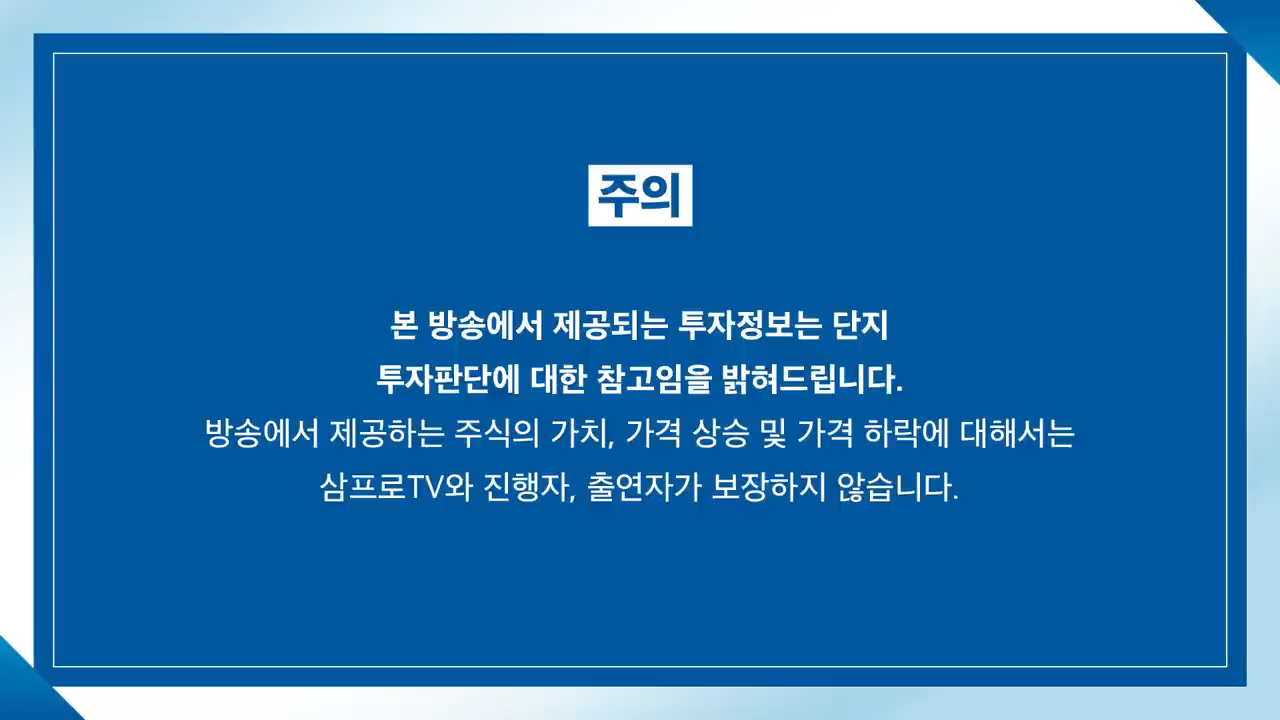 주의
본 방송에서 제공되는 투자정보는 단지
투자판단에 대한 참고임을 밝혀드립니다.
방송에서 제공하는 주식의 가치, 가격 상승 및 가격 하락에 대해서는
삼프로TV와 진행자, 출연자가 보장하지 않습니다.